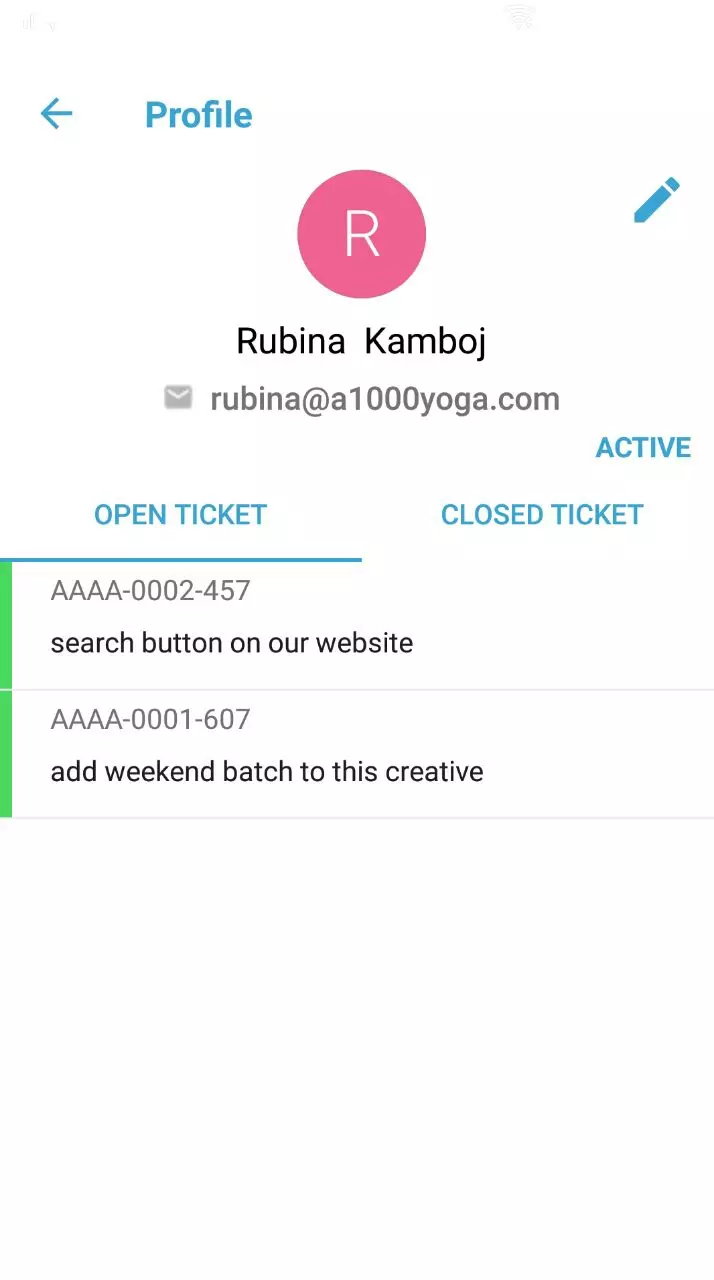 Profile
R
Rubina Kamboj
rubina@a1000yoga.com
ACTIVE
OPEN TICKET CLOSED TICKET
AAAA-0002-457
search button on our website
AAAA-0001-607
add weekend batch to this creative